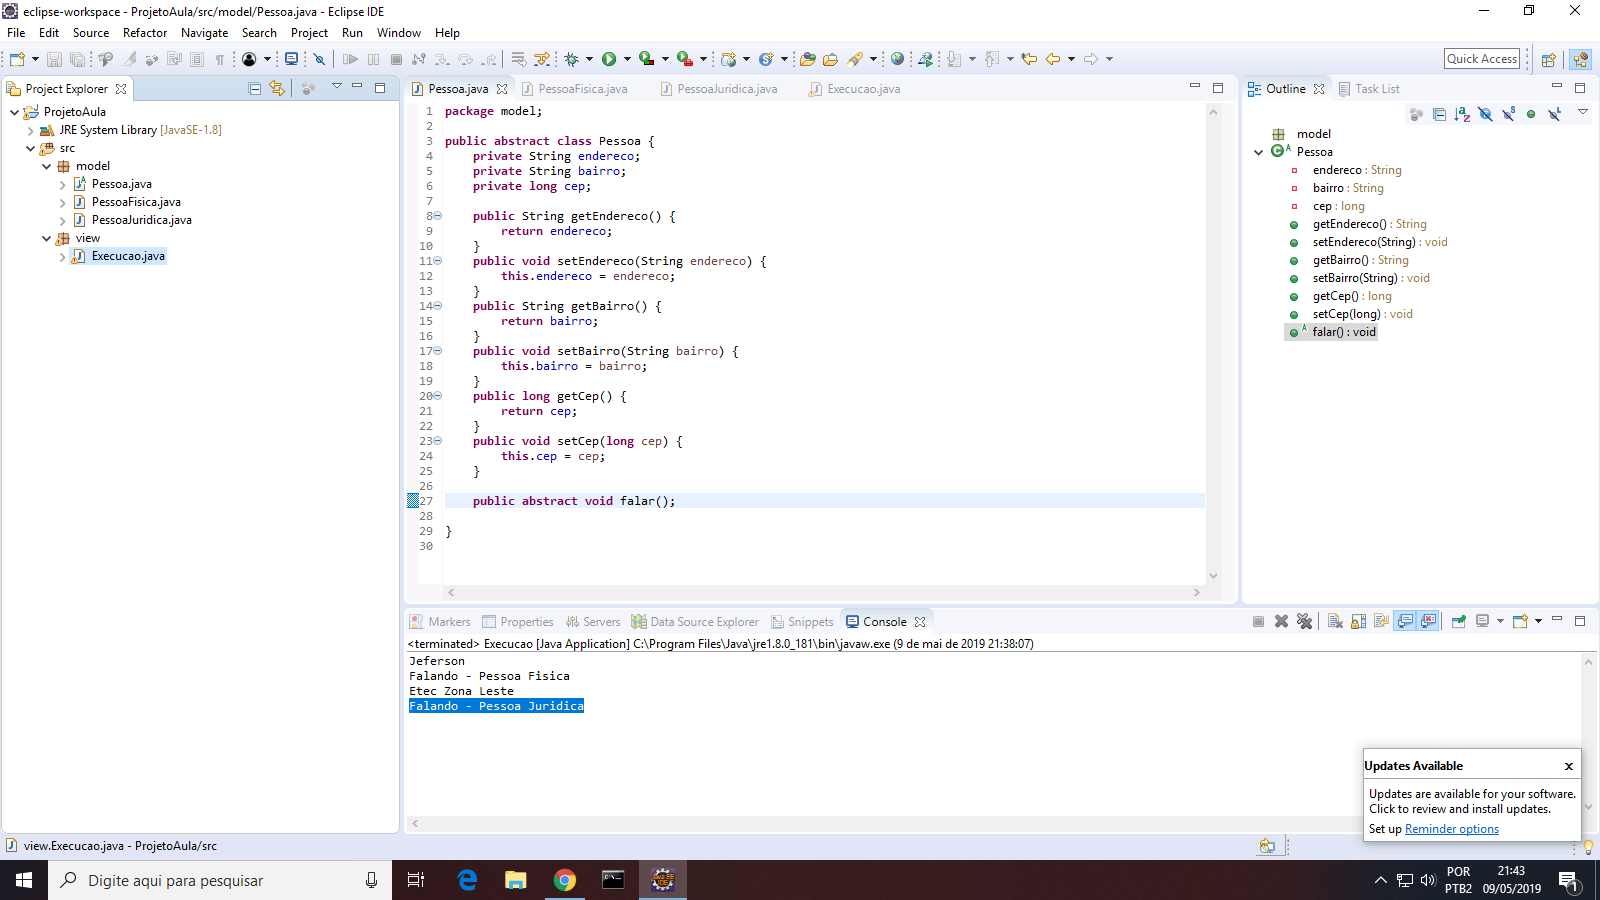 eclipse-workspace - ProjetoAula/src/model/Pessoa.java - Eclipse IDE
File Edit Source Refactor Navigate Search Project Run Window Help
Quick Access
Project Explorer
ProjetoAula
JRE System Library [JavaSE-1.8]
src
model
Pessoa.java
PessoaFisica.java
PessoaJuridica.java
view
Execucao.java
Pessoa.java PessoaFisica.java PessoaJuridica.java Execucao.java
1 package model;
2
3 public abstract class Pessoa {
4 private String endereco;
5 private String bairro;
6 private long cep;
7
8 public String getEndereco() {
9 return endereco;
10 }
11 public void setEndereco(String endereco) {
12 this.endereco = endereco;
13 }
14 public String getBairro() {
15 return bairro;
16 }
17 public void setBairro(String bairro) {
18 this.bairro = bairro;
19 }
20 public long getCep() {
21 return cep;
22 }
23 public void setCep(long cep) {
24 this.cep = cep;
25 }
26
27 public abstract void falar();
28
29 }
30
Outline Task List
model
Pessoa
endereco : String
bairro : String
cep : long
getEndereco() : String
setEndereco(String) : void
getBairro() : String
setBairro(String) : void
getCep() : long
setCep(long) : void
falar() : void
Markers Properties Servers Data Source Explorer Snippets Console
<terminated> Execucao [Java Application] C:\Program Files\Java\jre1.8.0_181\bin\javaw.exe (9 de mai de 2019 21:38:07)
Jeferson
Falando - Pessoa Fisica
Etec Zona Leste
Falando - Pessoa Juridica
Updates Available x
Updates are available for your software.
Click to review and install updates.
Set up Reminder options
view.Execucao.java - ProjetoAula/src
Digite aqui para pesquisar
POR
PTB2
21:43
09/05/2019
1